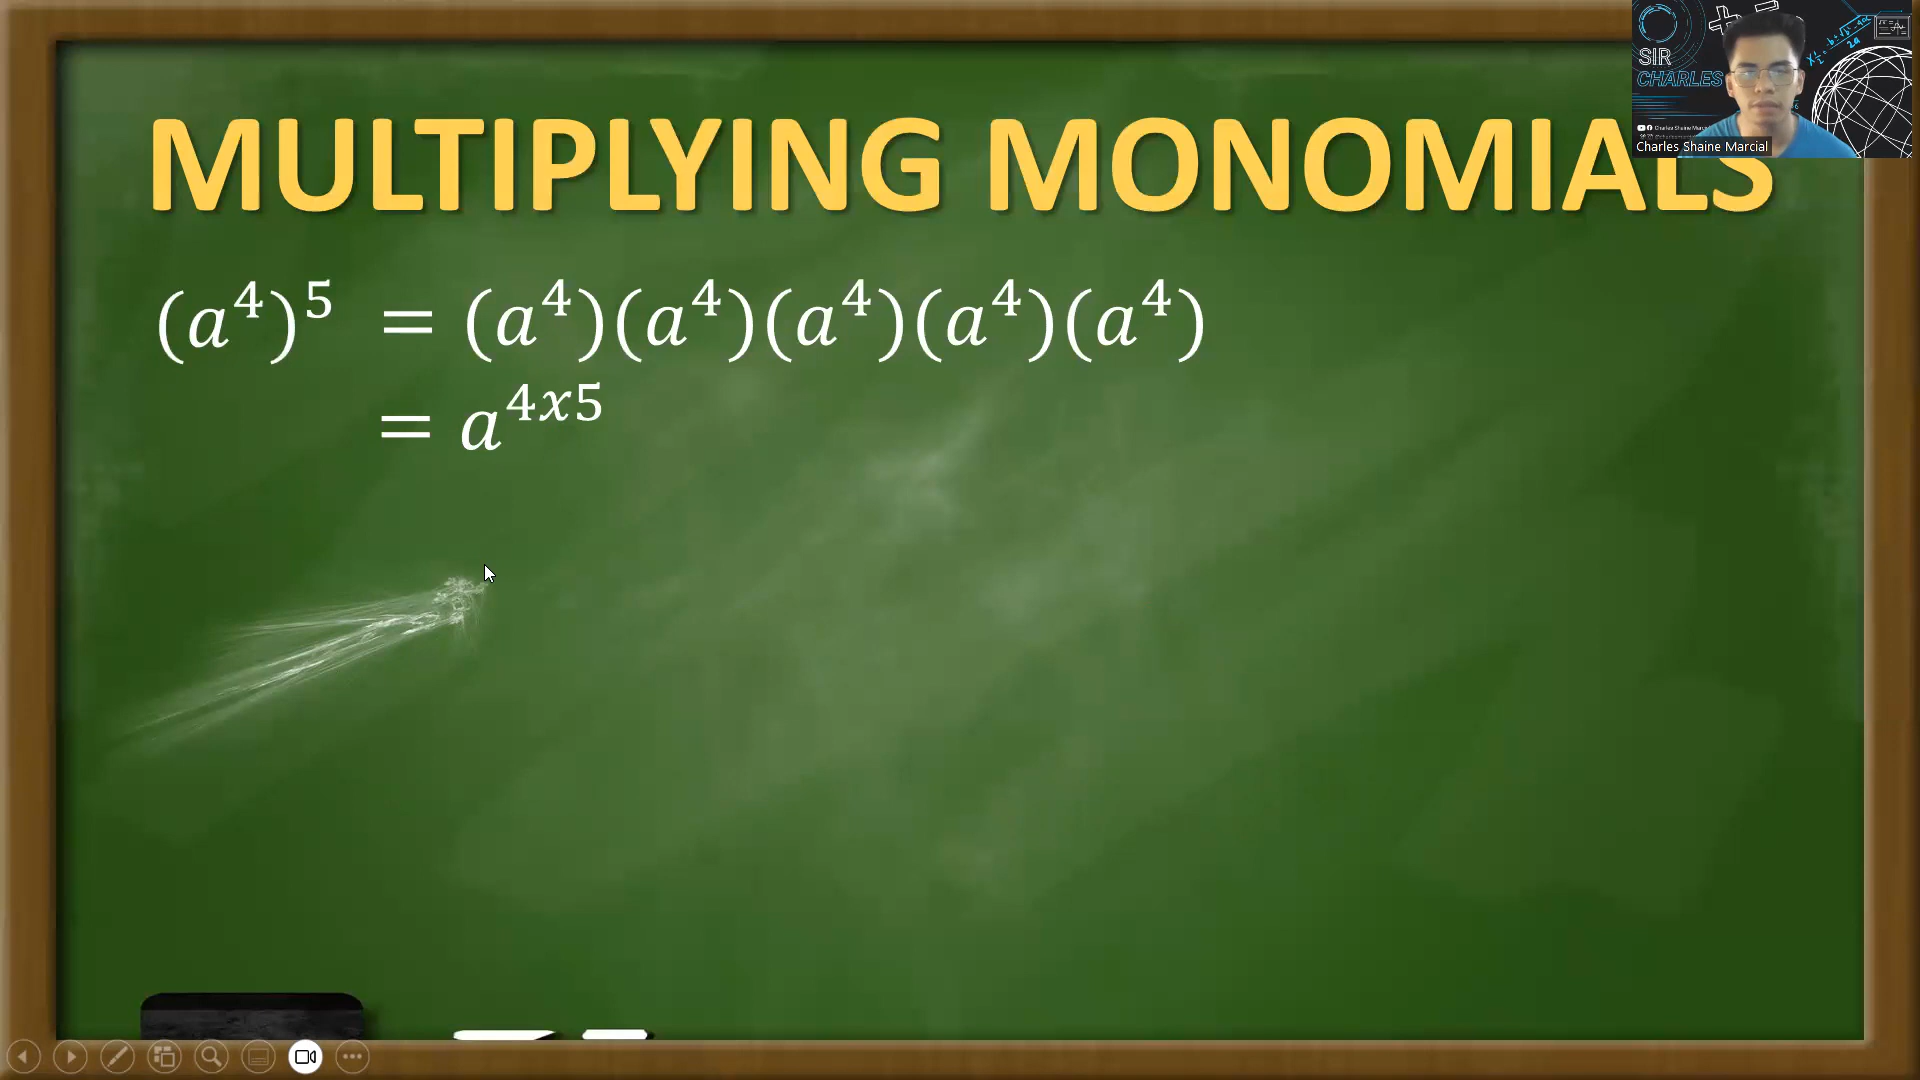 SIR
CHARLES
Charles Shaine Marcial
MULTIPLYING MONOMIALS
(a⁴)⁵ = (a⁴)(a⁴)(a⁴)(a⁴)(a⁴)
= a⁴ˣ⁵